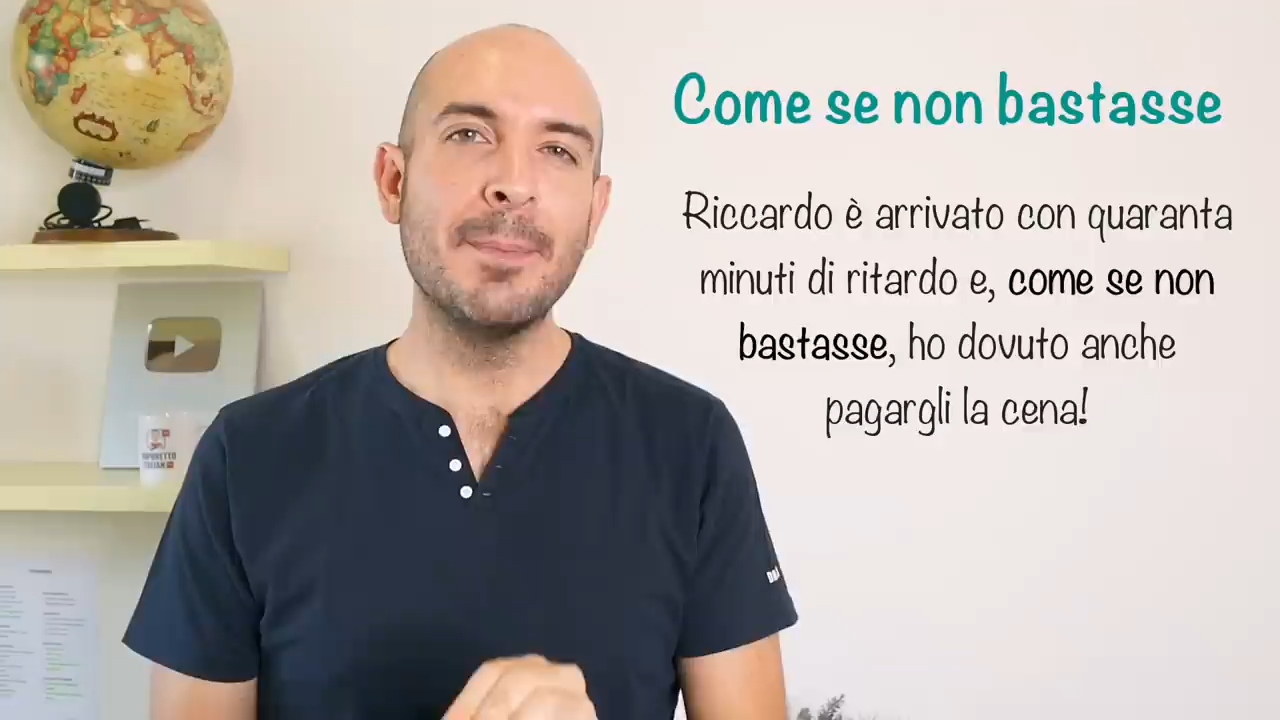 Come se non bastasse
Riccardo è arrivato con quaranta
minuti di ritardo e, come se non
bastasse, ho dovuto anche
pagargli la cena!